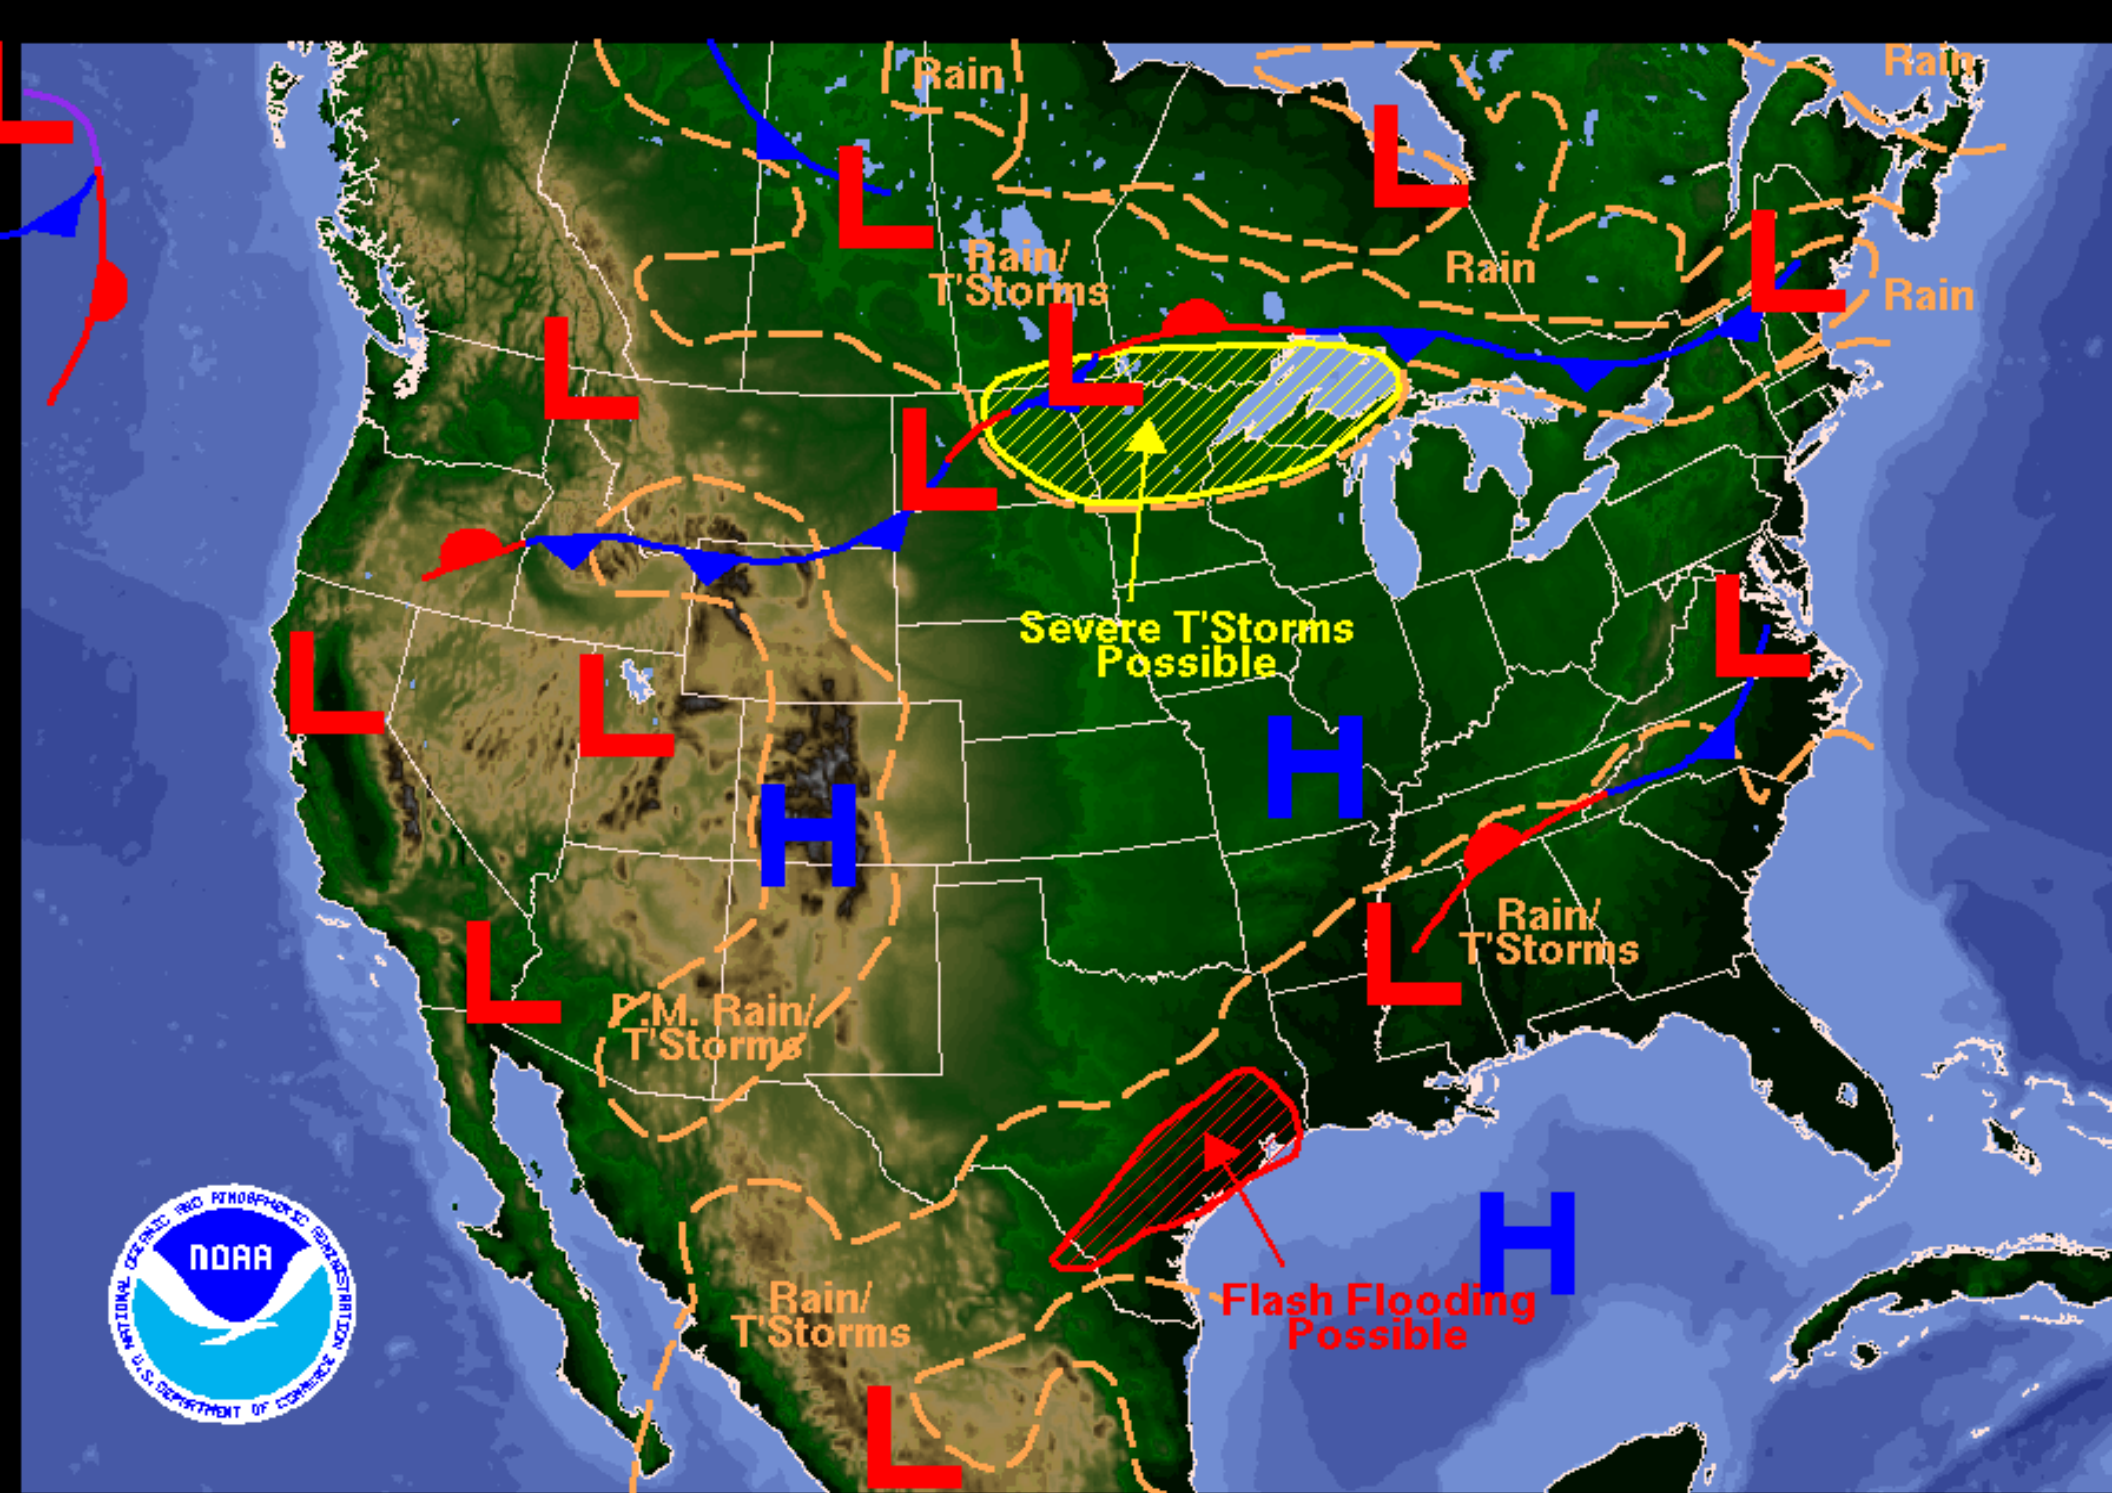 Rain
Rain
L
L
L
Rain/
T'Storms
Rain
L
Rain
L
L
L
Severe T'Storms
Possible
L
L
L
H
H
L
L
Rain/
T'Storms
P.M. Rain/
T'Storms
NATIONAL OCEANIC AND ATMOSPHERIC ADMINISTRATION
NOAA
U.S. DEPARTMENT OF COMMERCE
H
Rain/
T'Storms
Flash Flooding
Possible
L